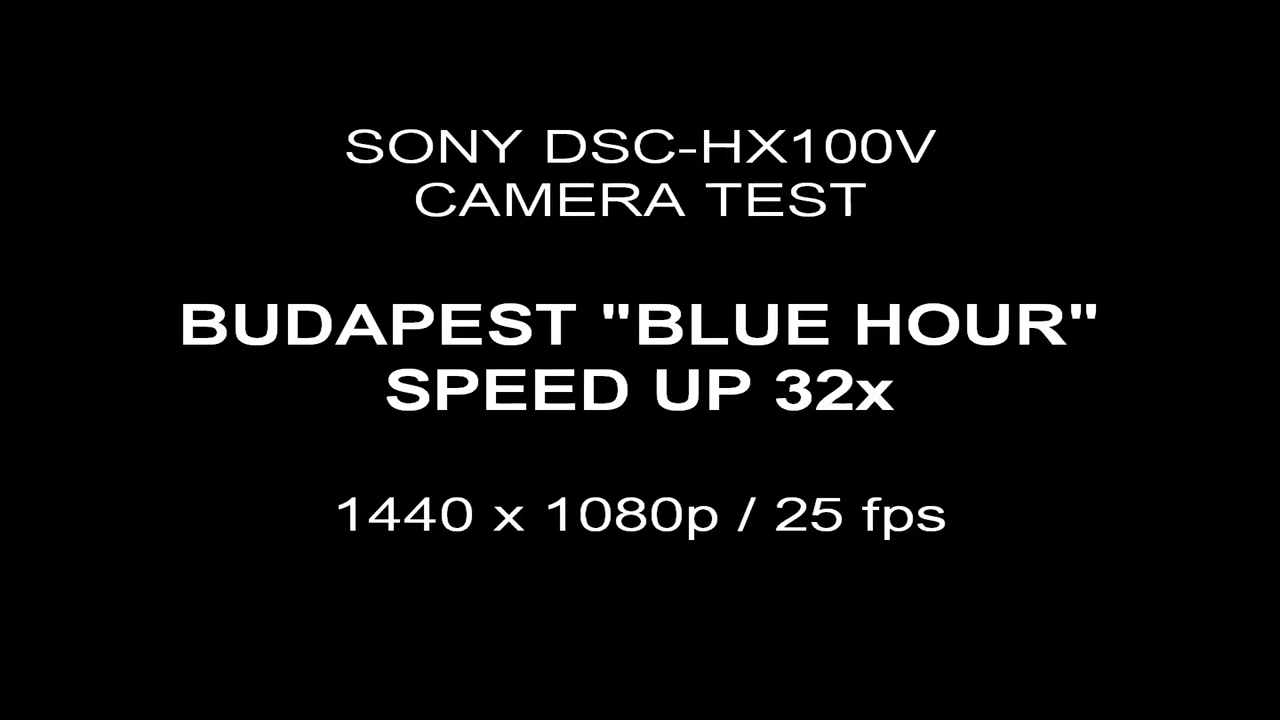 SONY DSC-HX100V
CAMERA TEST
BUDAPEST "BLUE HOUR"
SPEED UP 32x
1440 x 1080p / 25 fps